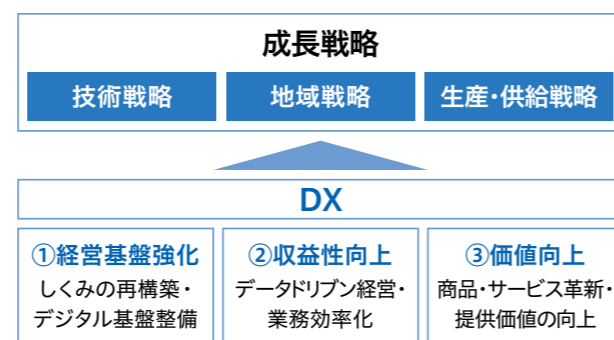 成長戦略
技術戦略
地域戦略
生産・供給戦略
DX
①経営基盤強化
しくみの再構築・
デジタル基盤整備
②収益性向上
データドリブン経営・
業務効率化
③価値向上
商品・サービス革新・
提供価値の向上